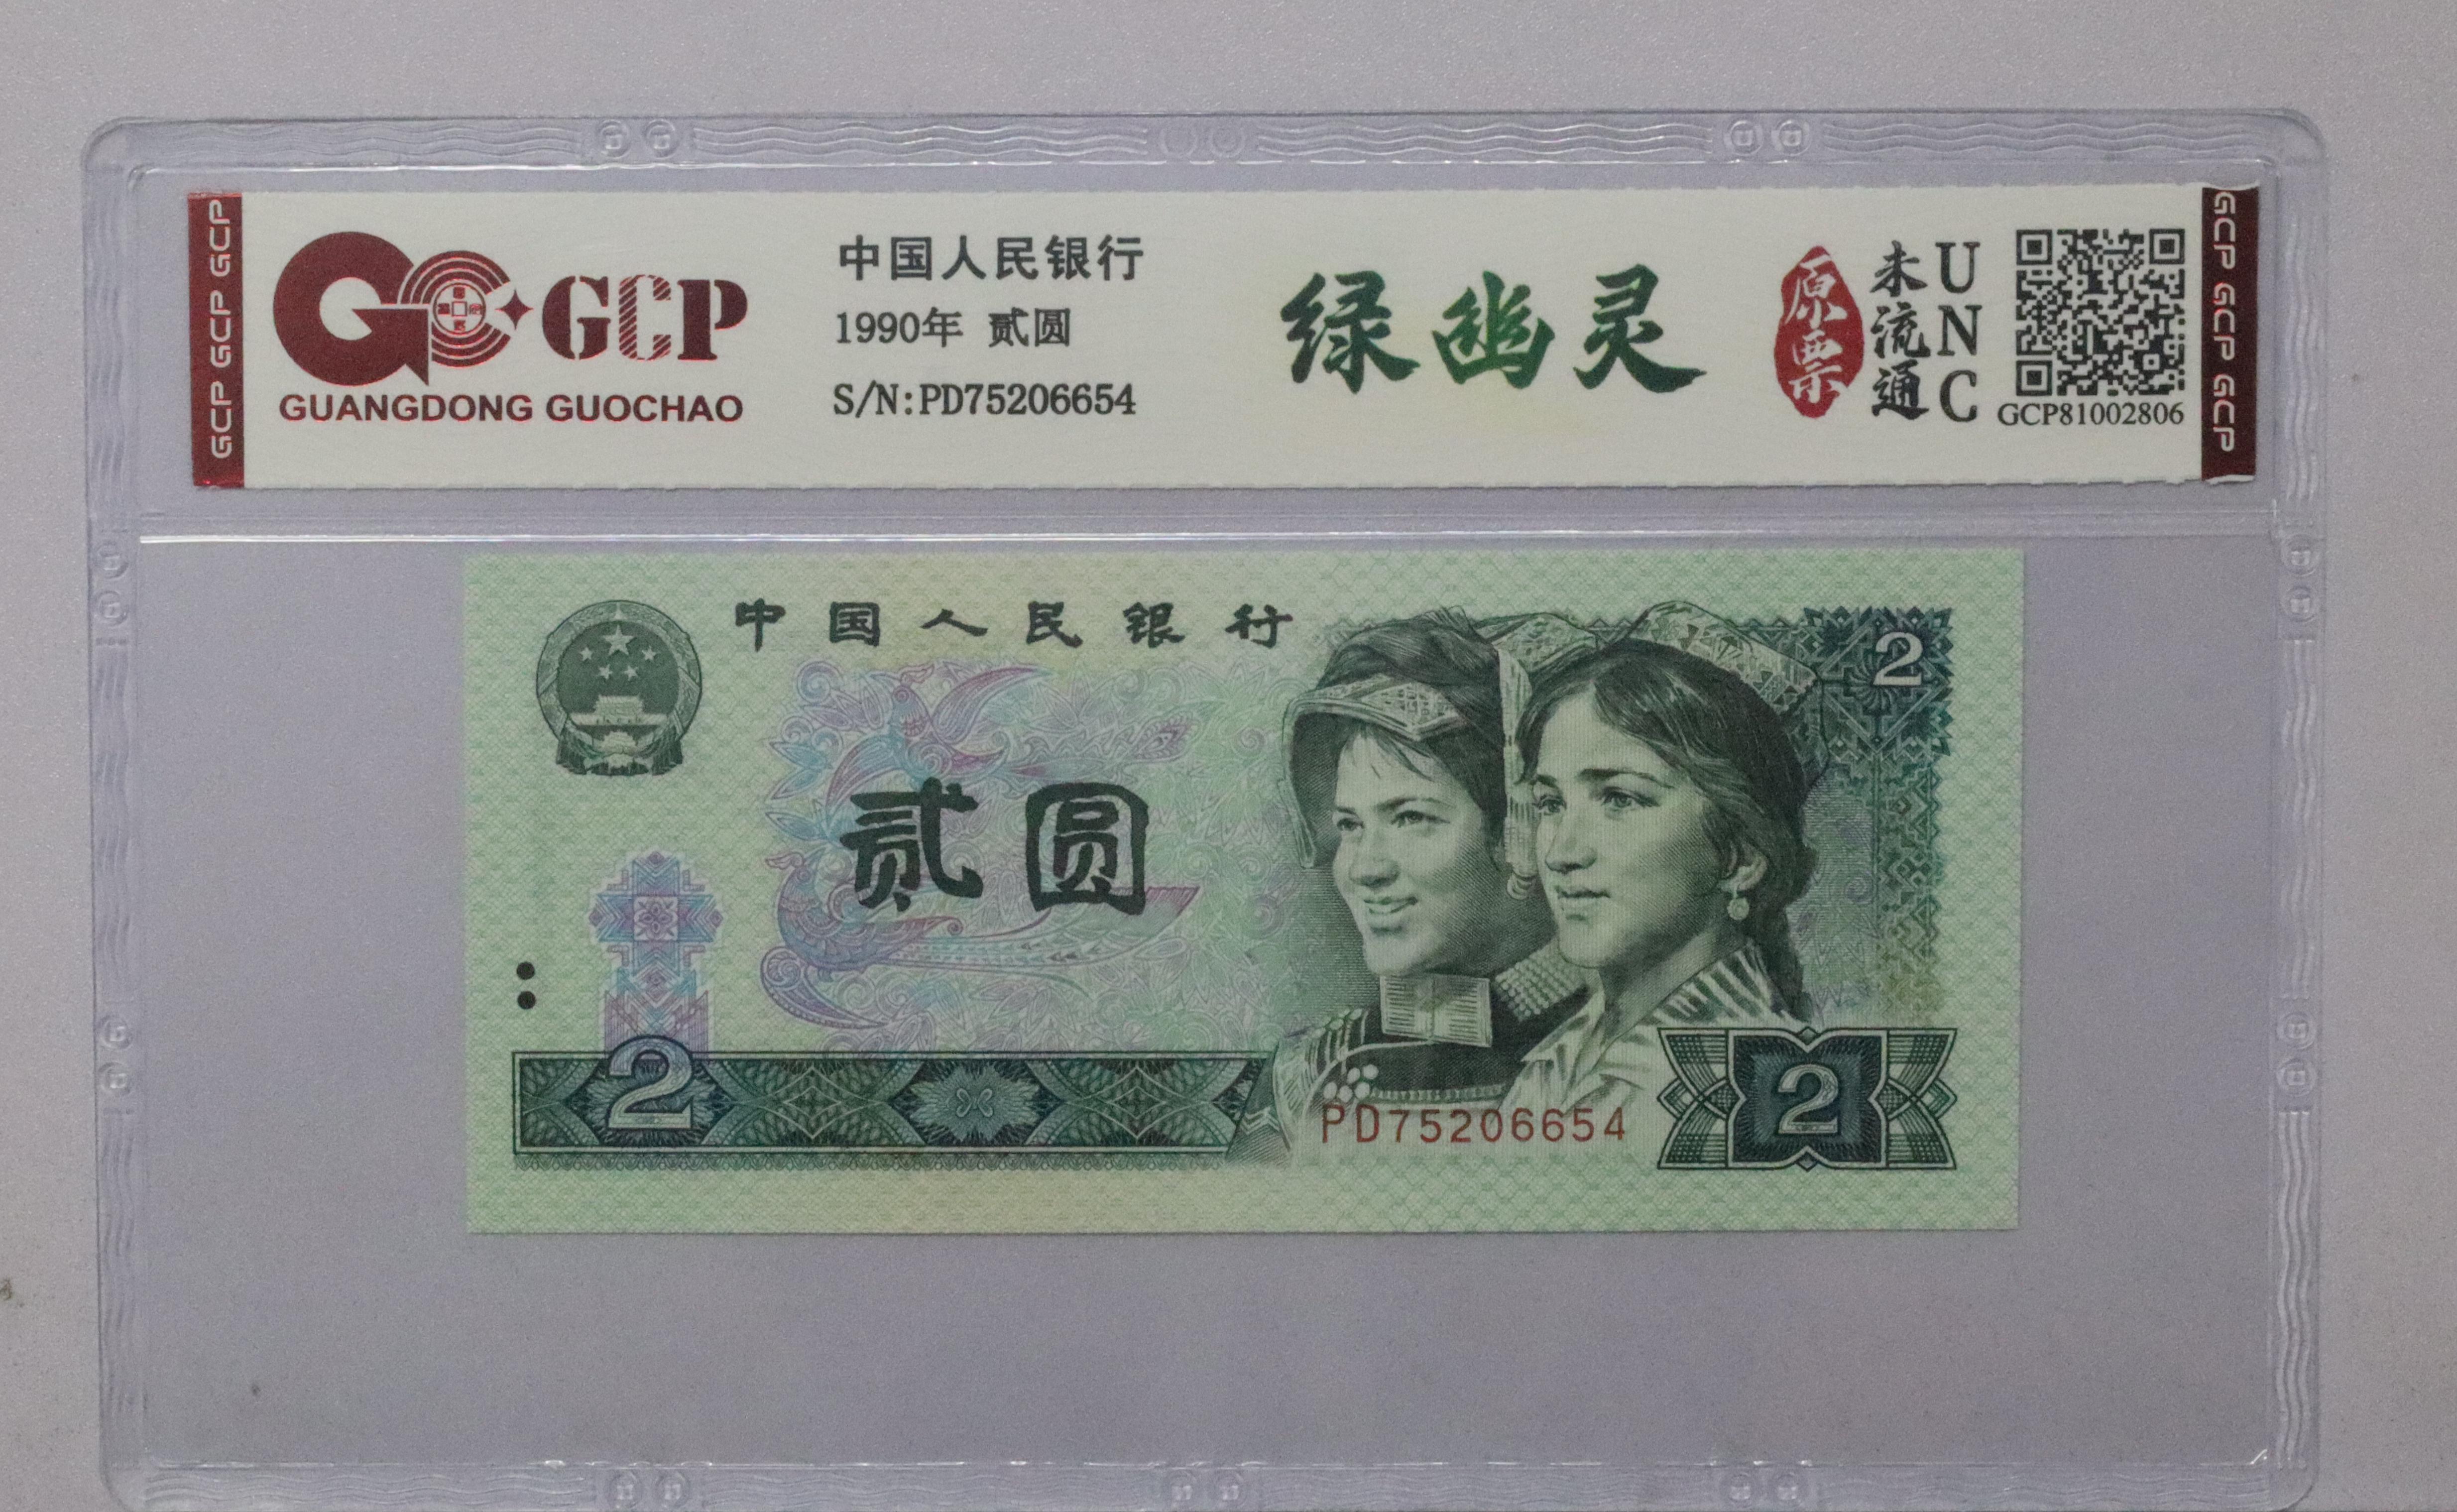 GCP GCP GCP
GCP
GUANGDONG GUOCHAO
中国人民银行
1990年 贰圆
S/N:PD75206654
绿幽灵
原票
未流通
UNC
GCP81002806
GCP GCP GCP
中国人民银行
2
贰圆
2
PD75206654
2